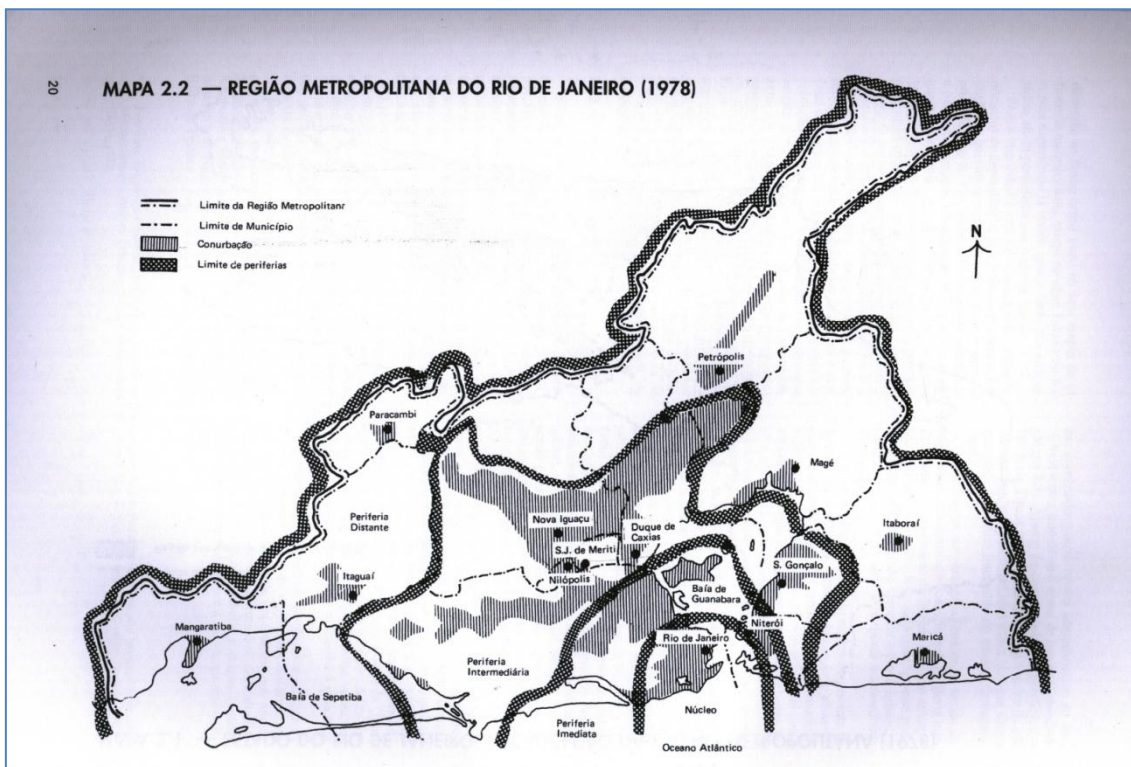 20
MAPA 2.2 — REGIÃO METROPOLITANA DO RIO DE JANEIRO (1978)
Limite da Região Metropolitanr
Limite de Município
Conurbação
Limite de periferias
N
Petrópolis
Paracambi
Magé
Periferia
Distante
Nova Iguaçu
Duque de
Caxias
Itaboraí
S.J. de Meriti
Nilópolis
S. Gonçalo
Itaguaí
Baía de
Guanabara
Mangaratiba
Niterói
Rio de Janeiro
Maricá
Periferia
Intermediária
Baía de Sepetiba
Núcleo
Periferia
Imediata
Oceano Atlântico